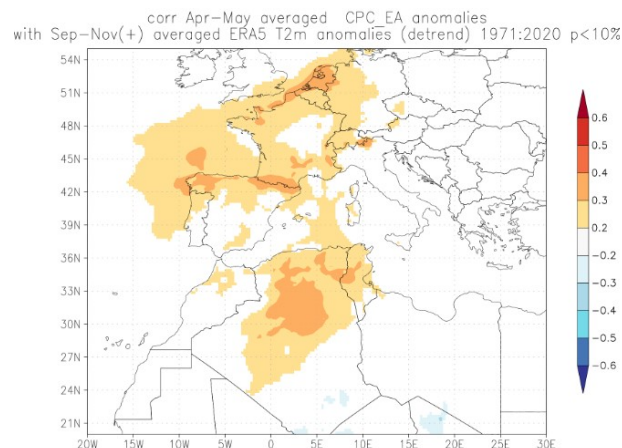 corr Apr-May averaged CPC_EA anomalies
with Sep-Nov(+) averaged ERA5 T2m anomalies (detrend) 1971:2020 p<10%
54N
51N
48N
45N
42N
39N
36N
33N
30N
27N
24N
21N
20W 15W 10W 5W 0 5E 10E 15E 20E 25E 30E
0.6
0.5
0.4
0.3
0.2
-0.2
-0.3
-0.4
-0.5
-0.6